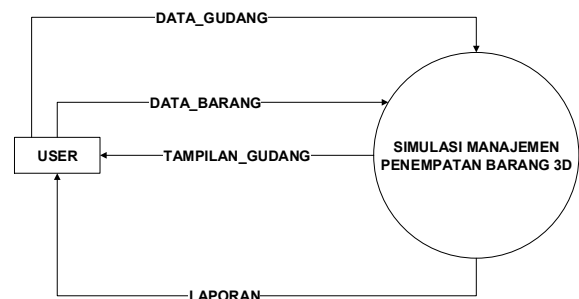 DATA_GUDANG
DATA_BARANG
USER
TAMPILAN_GUDANG
SIMULASI MANAJEMEN
PENEMPATAN BARANG 3D
LAPORAN